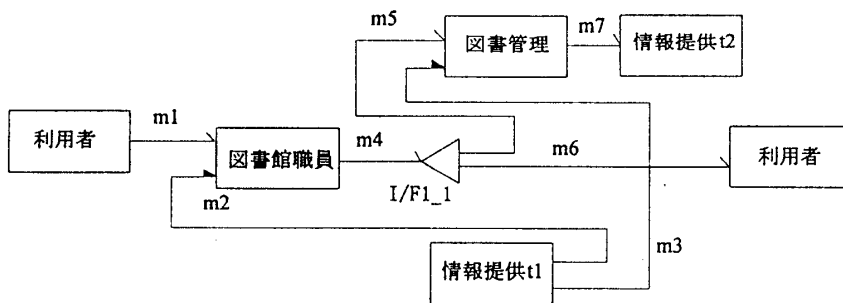 m5
図書管理
m7
情報提供t2
利用者
m1
図書館職員
m4
I/F1_1
m6
利用者
m2
情報提供t1
m3